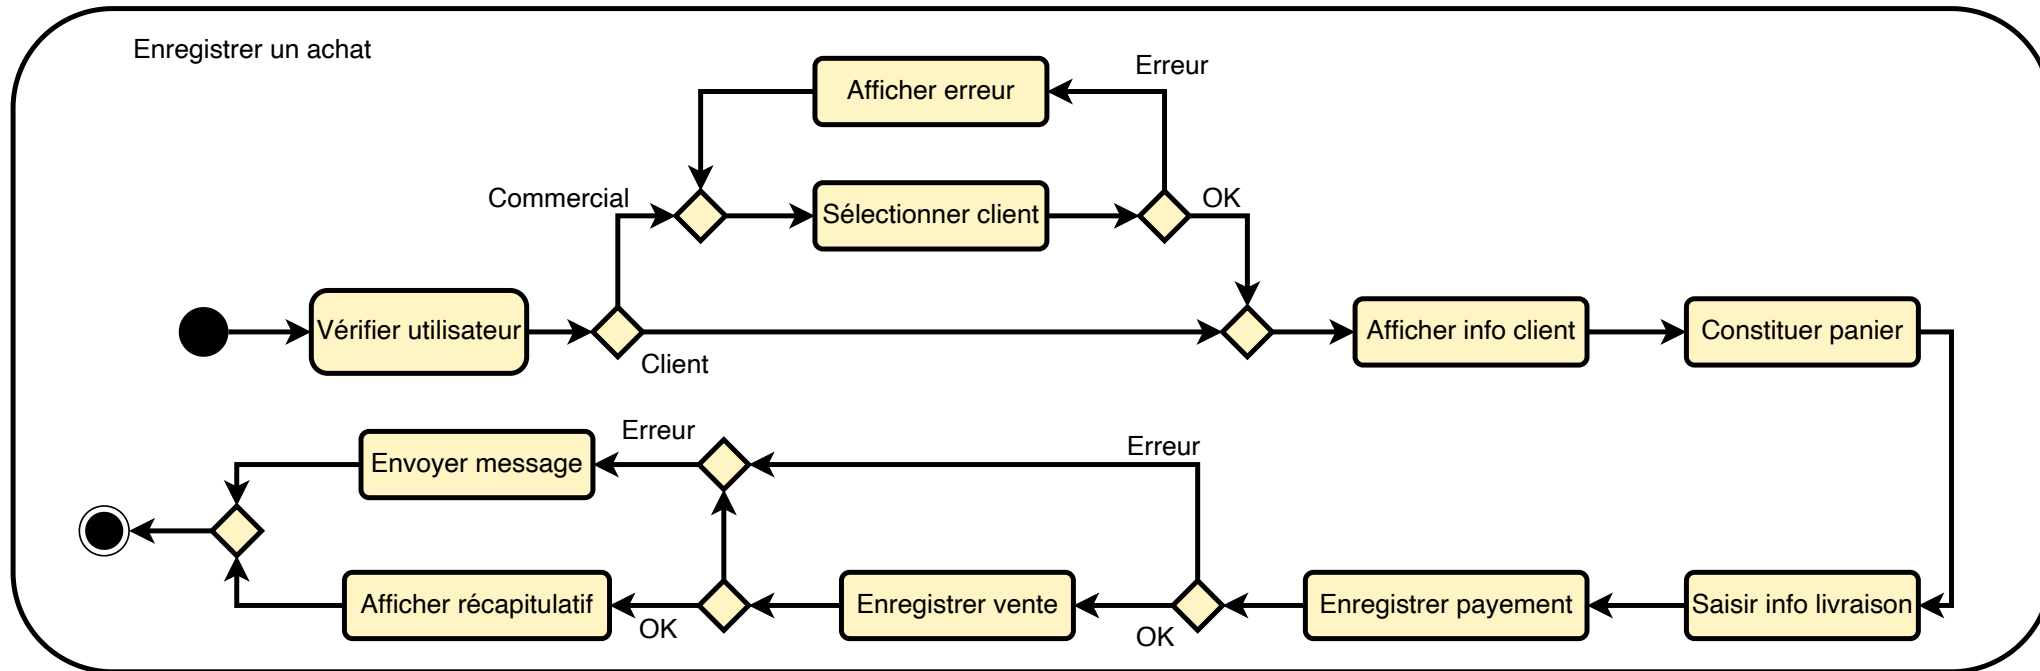 Enregistrer un achat
Erreur
Afficher erreur
Commercial
Sélectionner client
OK
Vérifier utilisateur
Client
Afficher info client
Constituer panier
Erreur
Erreur
Envoyer message
Afficher récapitulatif
OK
Enregistrer vente
OK
Enregistrer payement
Saisir info livraison